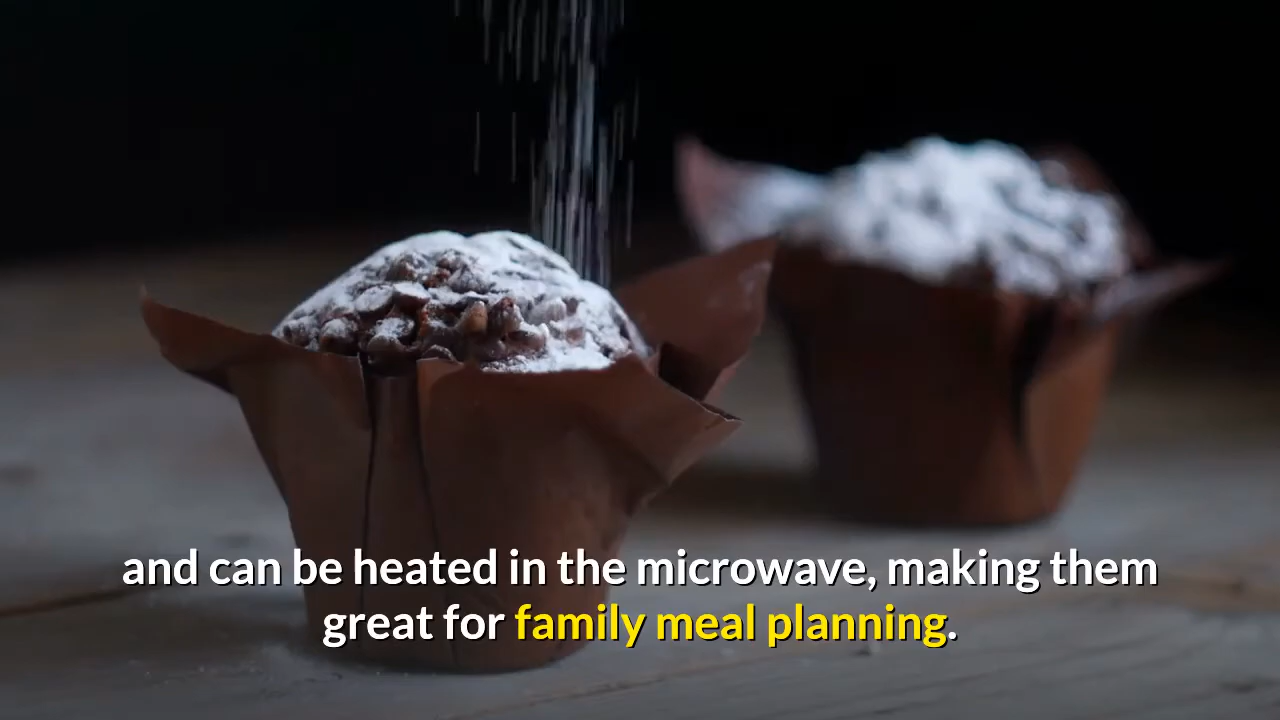 and can be heated in the microwave, making them
great for family meal planning.